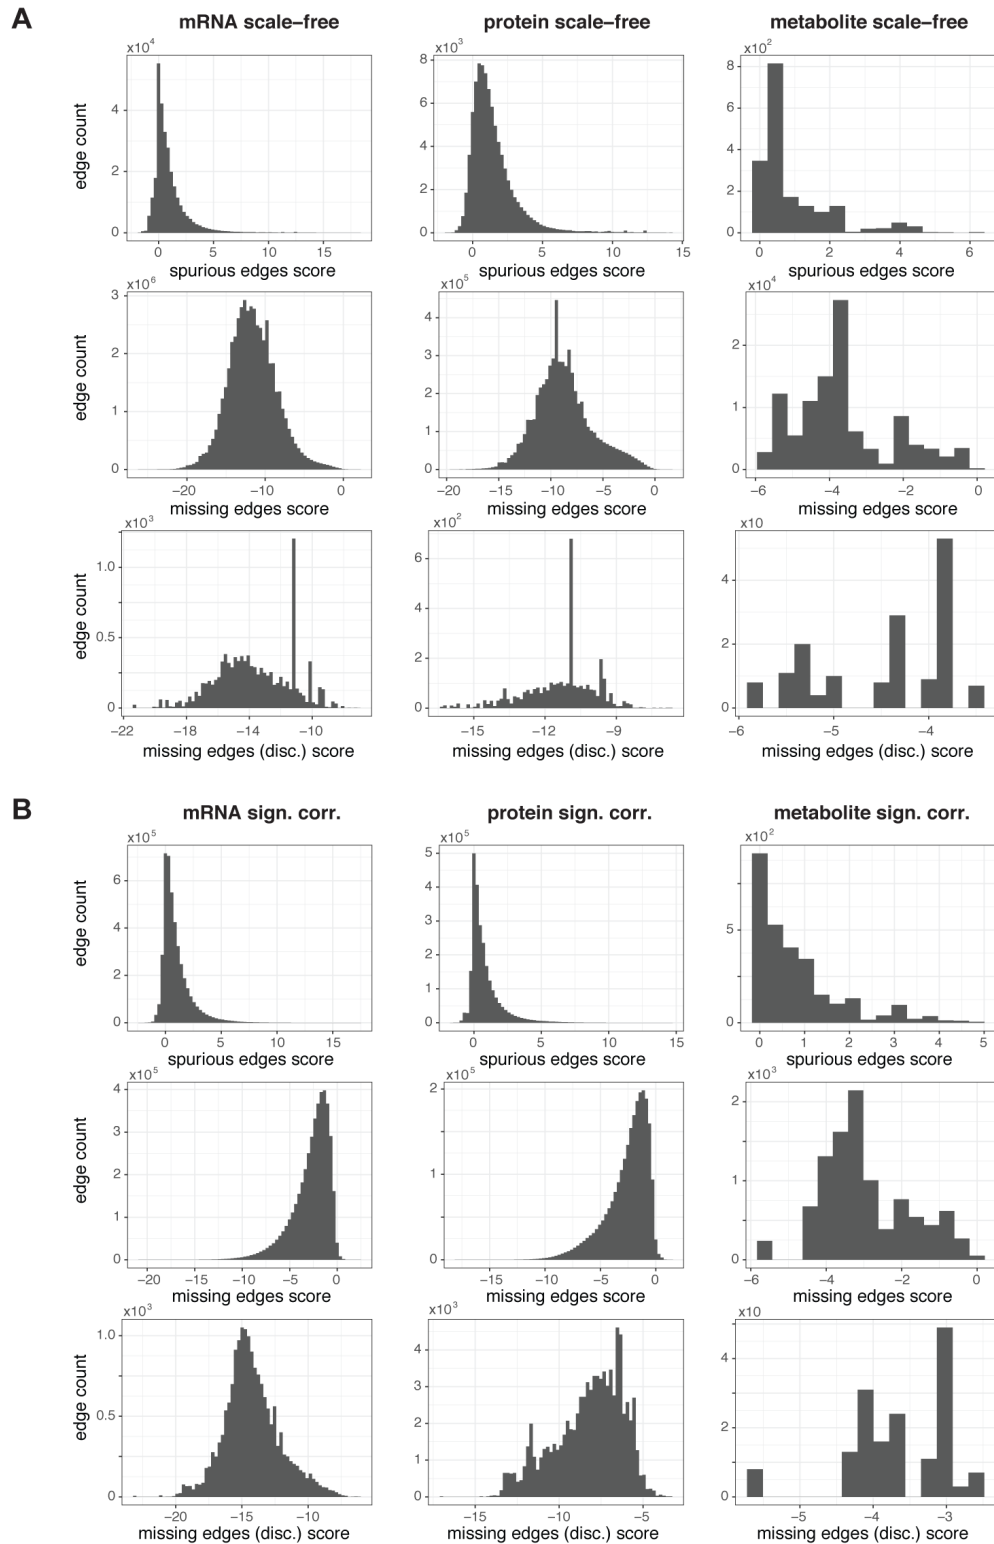 A
mRNA scale–free
protein scale–free
metabolite scale–free
x10⁴
edge count
4
2
0
0 5 10 15
spurious edges score
x10³
8
6
4
2
0
0 5 10 15
spurious edges score
x10²
8
6
4
2
0
0 2 4 6
spurious edges score
x10⁶
edge count
3
2
1
0
−20 −10 0
missing edges score
x10⁵
4
3
2
1
0
−20 −15 −10 −5 0
missing edges score
x10⁴
2
1
0
−6 −4 −2 0
missing edges score
x10³
edge count
1.0
0.5
0
−22 −18 −14 −10
missing edges (disc.) score
x10²
6
4
2
0
−15 −12 −9
missing edges (disc.) score
x10
4
2
0
−6 −5 −4
missing edges (disc.) score
B
mRNA sign. corr.
protein sign. corr.
metabolite sign. corr.
x10⁵
edge count
6
4
2
0
0 5 10 15
spurious edges score
x10⁵
5
4
3
2
1
0
0 5 10 15
spurious edges score
x10²
5
0
0 1 2 3 4 5
spurious edges score
x10⁵
edge count
4
3
2
1
0
−20 −15 −10 −5 0
missing edges score
x10⁵
2
1
0
−15 −10 −5 0
missing edges score
x10³
2
1
0
−6 −4 −2 0
missing edges score
x10³
edge count
1.0
0.5
0
−20 −15 −10
missing edges (disc.) score
x10³
4
3
2
1
0
−15 −10 −5
missing edges (disc.) score
x10
4
2
0
−5 −4 −3
missing edges (disc.) score